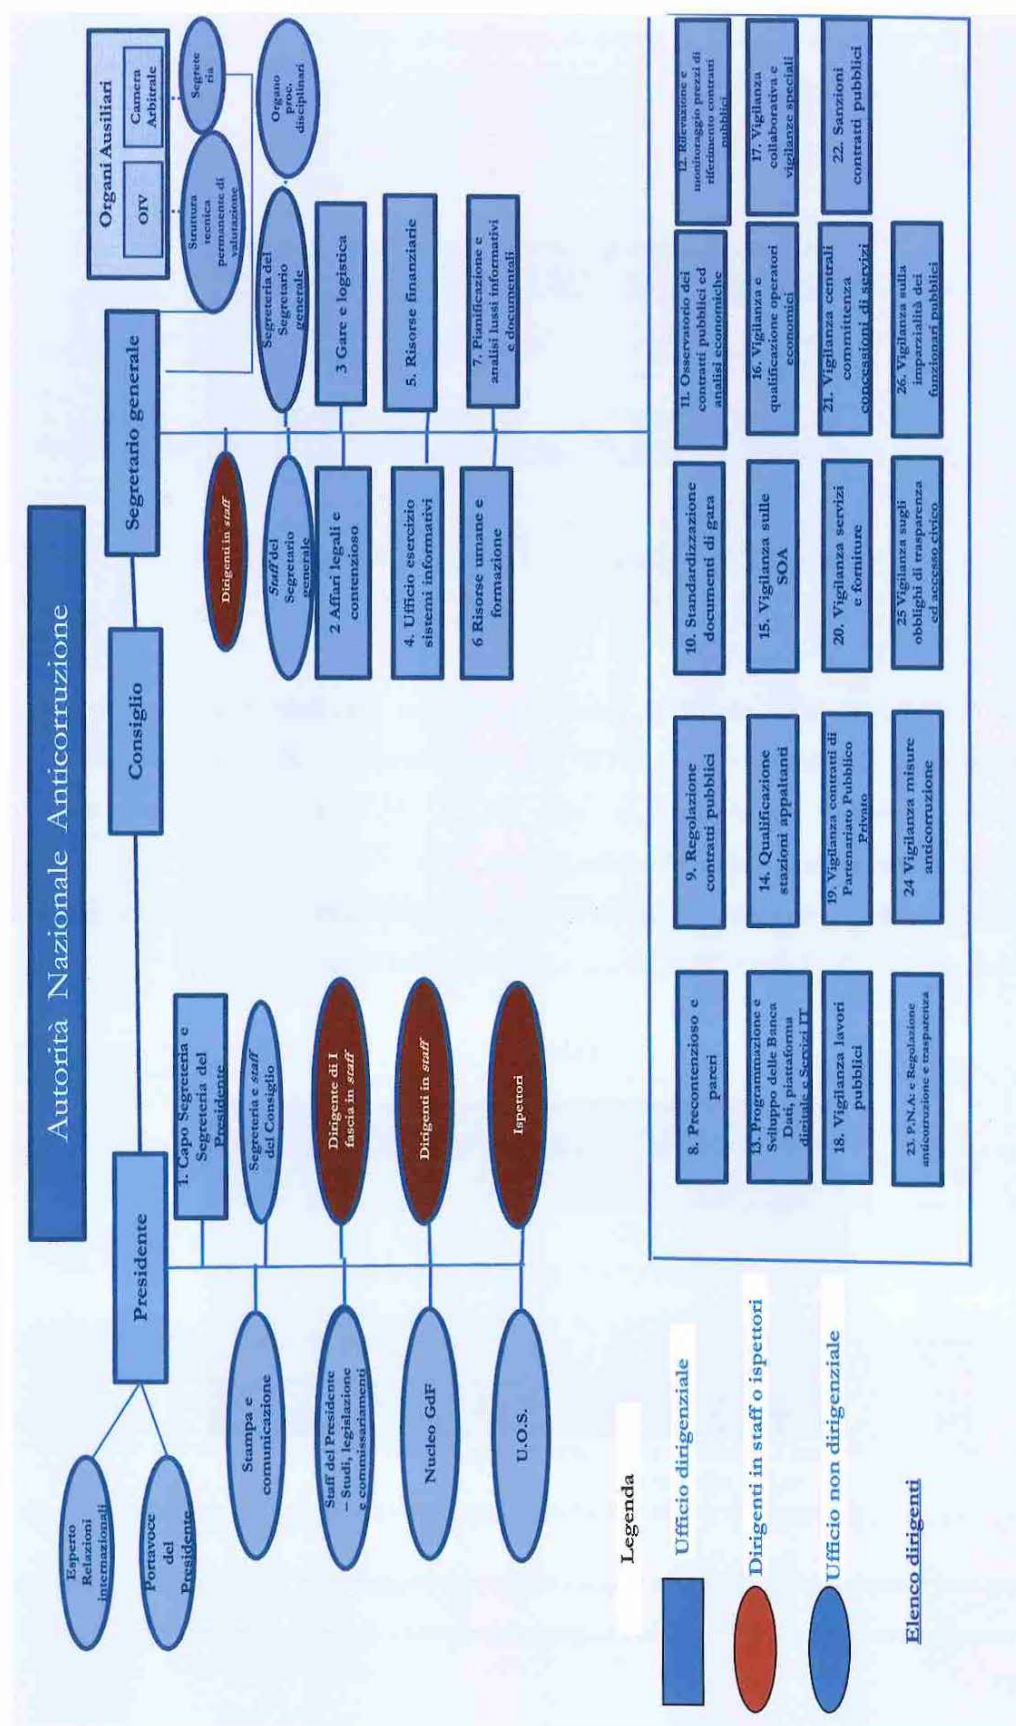 Autorità Nazionale Anticorruzione
Esperto
Relazioni
internazionali
Portavoce
del
Presidente
Presidente
Consiglio
Segretario generale
Organi Ausiliari
OIV
Camera
Arbitrale
Segrete
ria
Struttura
tecnica
permanente di
valutazione
Organo
proc.
disciplinari
1. Capo Segreteria e
Segreteria del
Presidente
Segreteria e staff
del Consiglio
Stampa e
comunicazione
Dirigente di I
fascia in staff
Staff del Presidente
– Studi, legislazione
e commissariamenti
Dirigenti in staff
Nucleo GdF
Ispettori
U.O.S.
Dirigenti in staff
Staff del
Segretario
generale
Segreteria del
Segretario
generale
2 Affari legali e
contenzioso
3 Gare e logistica
4. Ufficio esercizio
sistemi informativi
5. Risorse finanziarie
6 Risorse umane e
formazione
7. Pianificazione e
analisi lussi informativi
e documentali
8. Precontenzioso e
pareri
9. Regolazione
contratti pubblici
10. Standardizzazione
documenti di gara
11. Osservatorio dei
contratti pubblici ed
analisi economiche
12. Rilevazione e
monitoraggio prezzi di
riferimento contratti
pubblici
13. Programmazione e
Sviluppo delle Banca
Dati, piattaforma
digitale e Servizi IT
14. Qualificazione
stazioni appaltanti
15. Vigilanza sulle
SOA
16. Vigilanza e
qualificazione operatori
economici
17. Vigilanza
collaborativa e
vigilanze speciali
18. Vigilanza lavori
pubblici
19. Vigilanza contratti di
Partenariato Pubblico
Privato
20. Vigilanza servizi
e forniture
21. Vigilanza centrali
committenza
concessioni di servizi
22. Sanzioni
contratti pubblici
23. P.N.A: e Regolazione
anticorruzione e trasparenza
24 Vigilanza misure
anticorruzione
25 Vigilanza sugli
obblighi di trasparenza
ed accesso civico
26. Vigilanza sulla
imparzialità dei
funzionari pubblici
Legenda
Ufficio dirigenziale
Dirigenti in staff o ispettori
Ufficio non dirigenziale
Elenco dirigenti